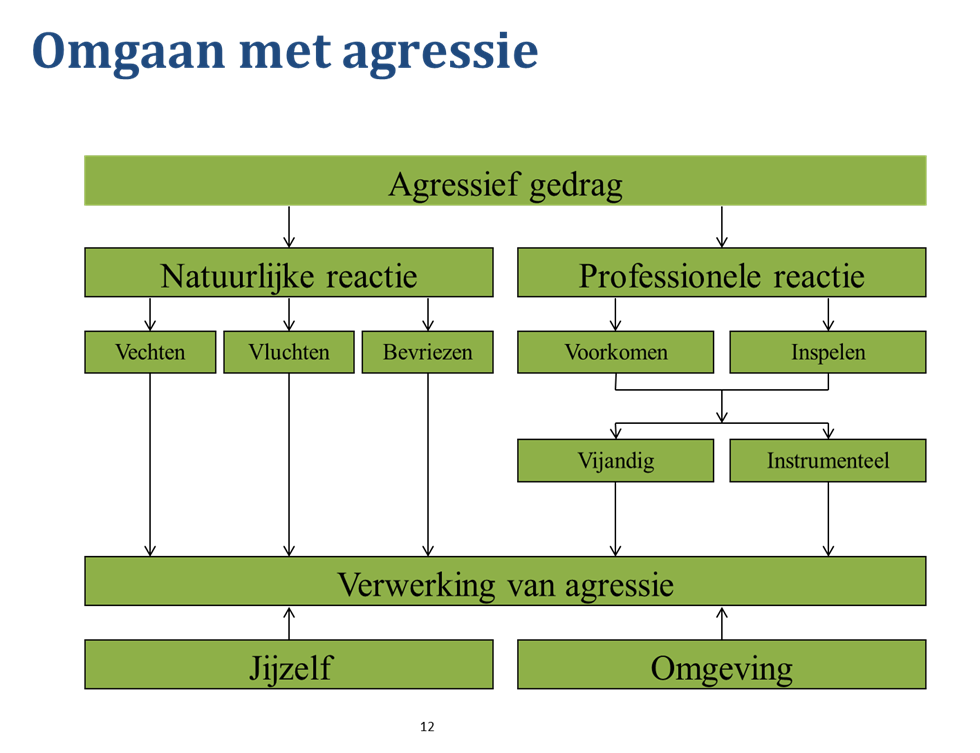 Omgaan met agressie
Agressief gedrag
Natuurlijke reactie
Professionele reactie
Vechten
Vluchten
Bevriezen
Voorkomen
Inspelen
Vijandig
Instrumenteel
Verwerking van agressie
Jijzelf
Omgeving
12